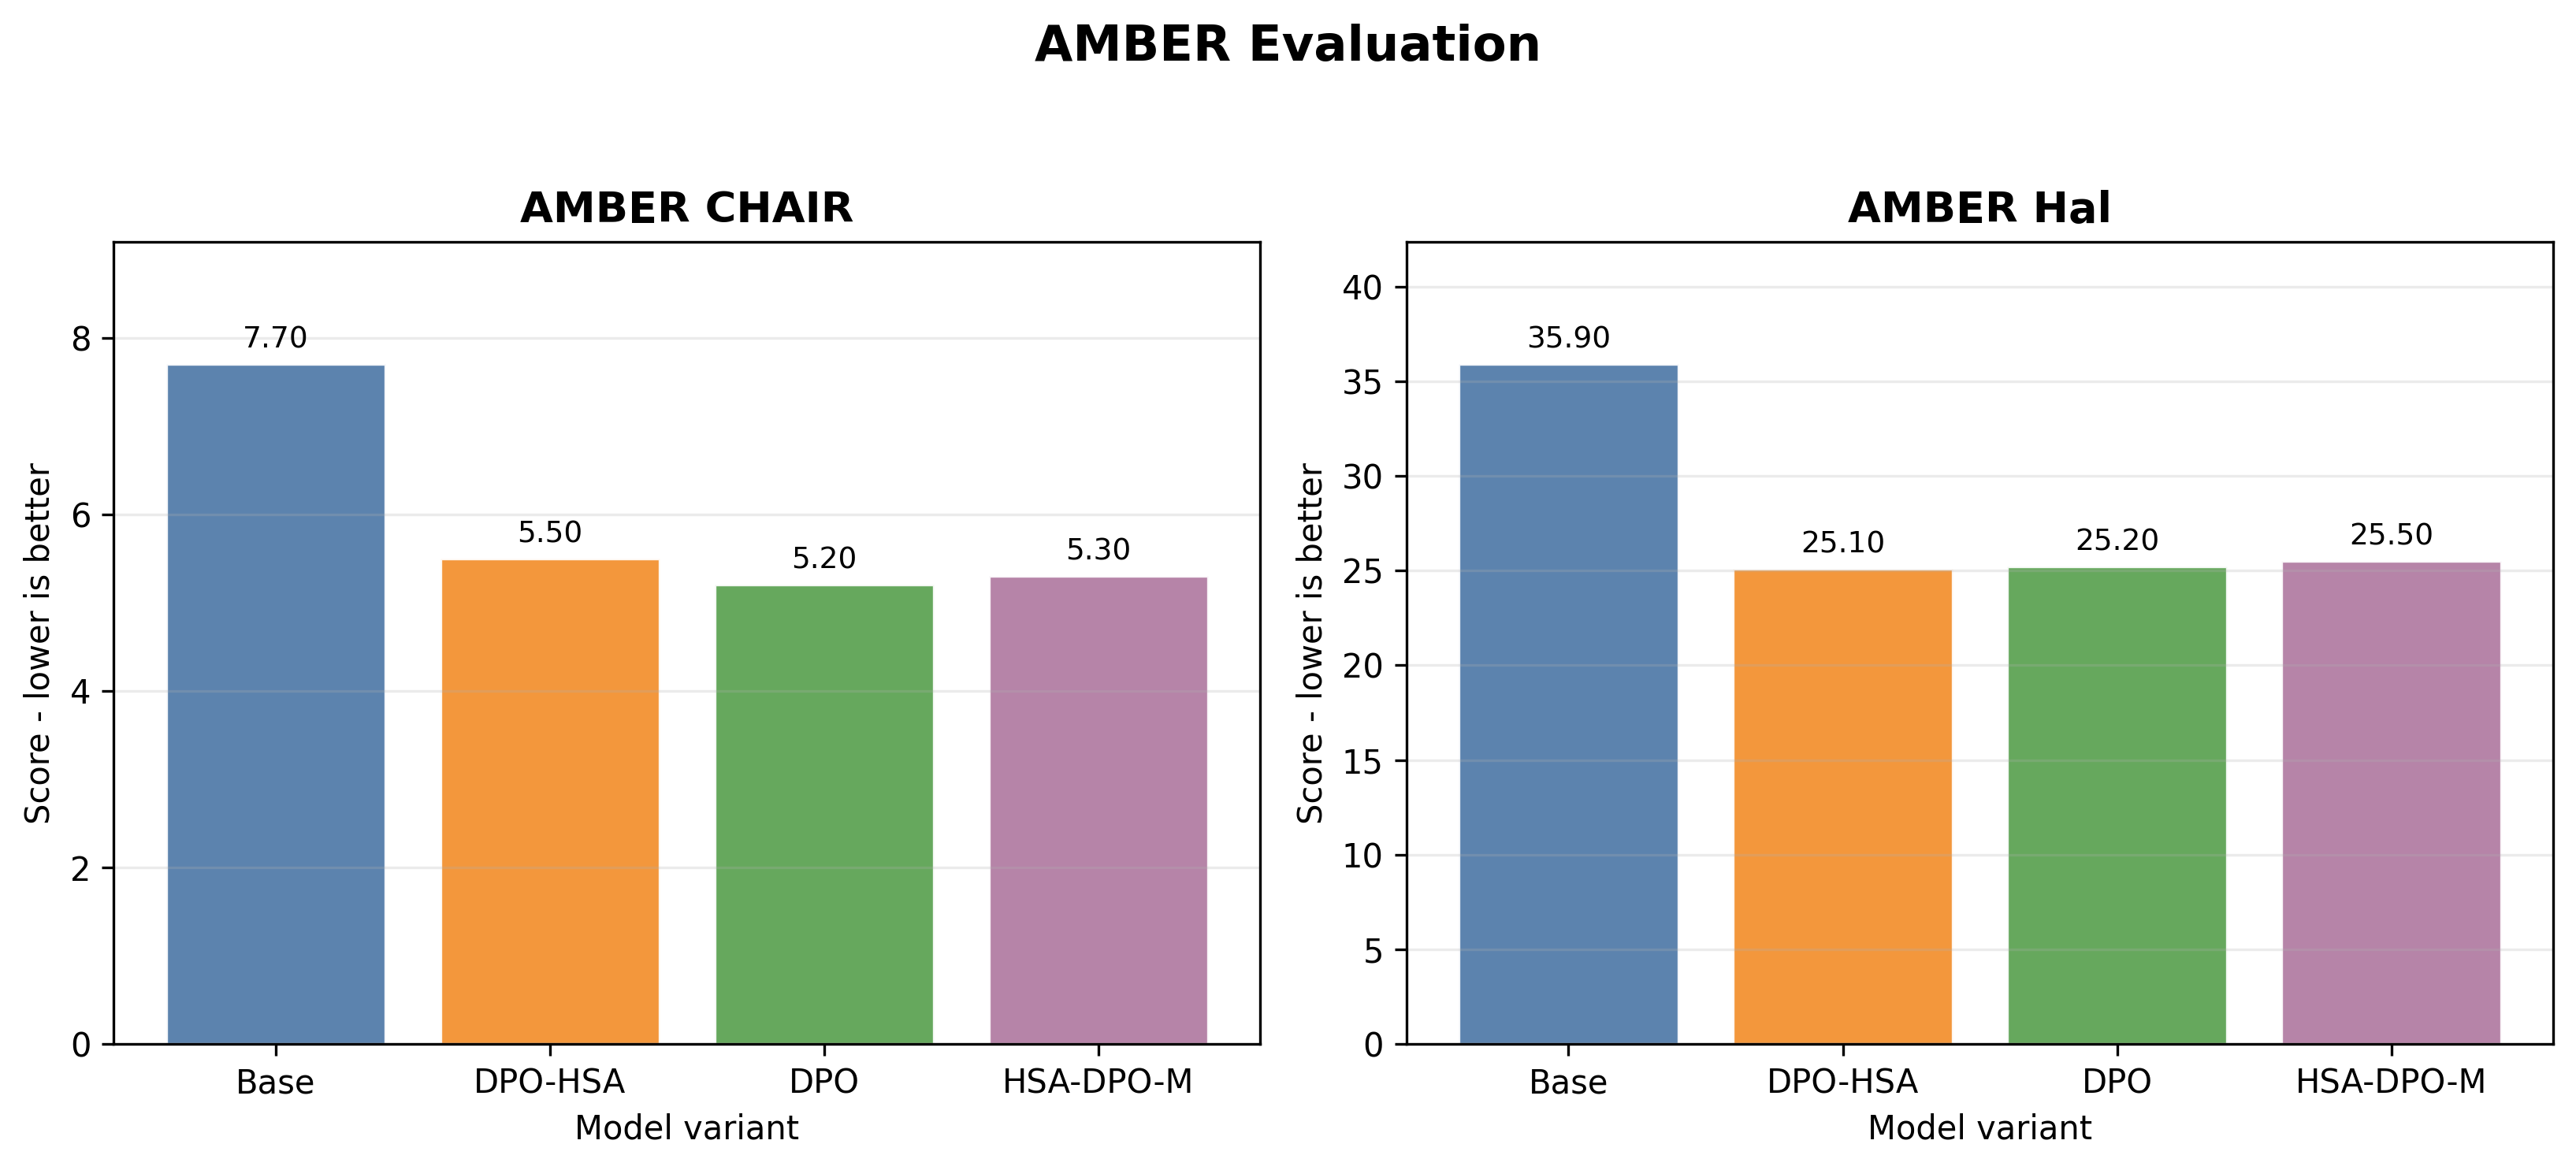 AMBER Evaluation
AMBER CHAIR
Score - lower is better
8
6
4
2
0
7.70
5.50
5.20
5.30
Base
DPO-HSA
DPO
HSA-DPO-M
Model variant
AMBER Hal
Score - lower is better
40
35
30
25
20
15
10
5
0
35.90
25.10
25.20
25.50
Base
DPO-HSA
DPO
HSA-DPO-M
Model variant